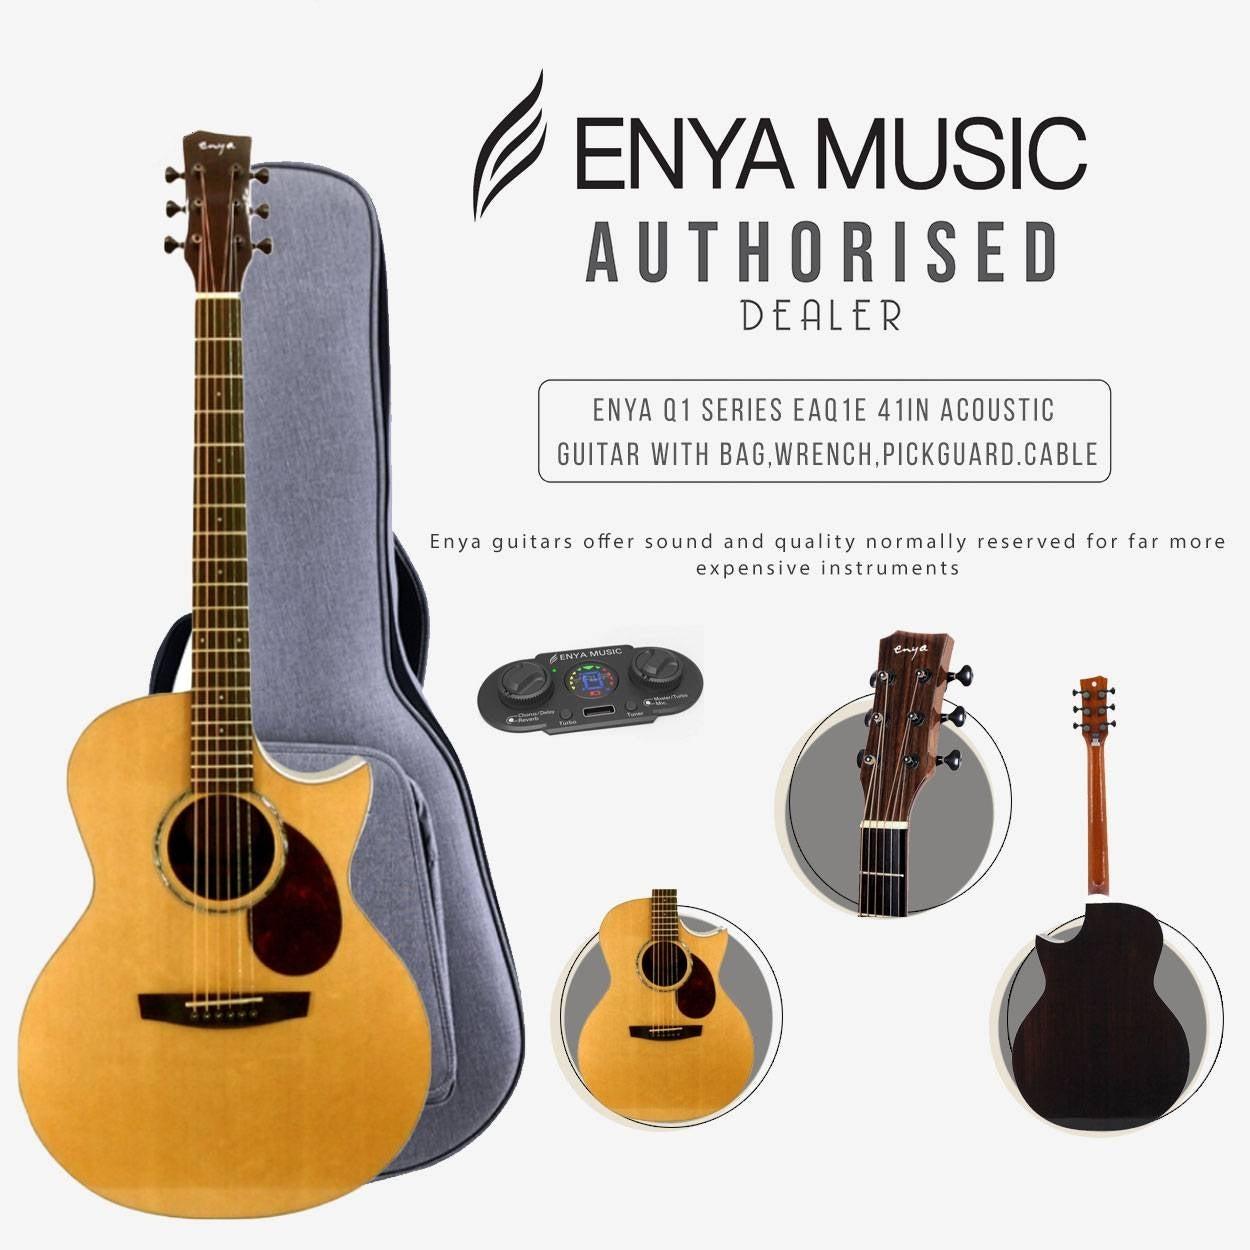 enya
ENYA MUSIC
AUTHORISED
DEALER
ENYA Q1 SERIES EAQ1E 41IN ACOUSTIC
GUITAR WITH BAG,WRENCH,PICKGUARD.CABLE
Enya guitars offer sound and quality normally reserved for far more
expensive instruments
ENYA MUSIC
Chorus/Delay
Reverb
Turbo
Tuner
Master/Turbo
Mic.
enya